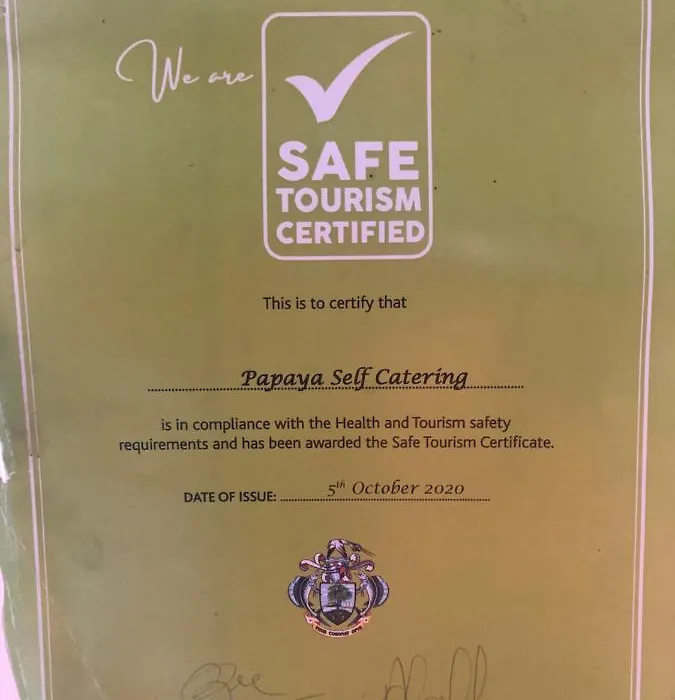 We are
SAFE
TOURISM
CERTIFIED
This is to certify that
Papaya Self Catering
is in compliance with the Health and Tourism safety
requirements and has been awarded the Safe Tourism Certificate.
DATE OF ISSUE: 5th October 2020